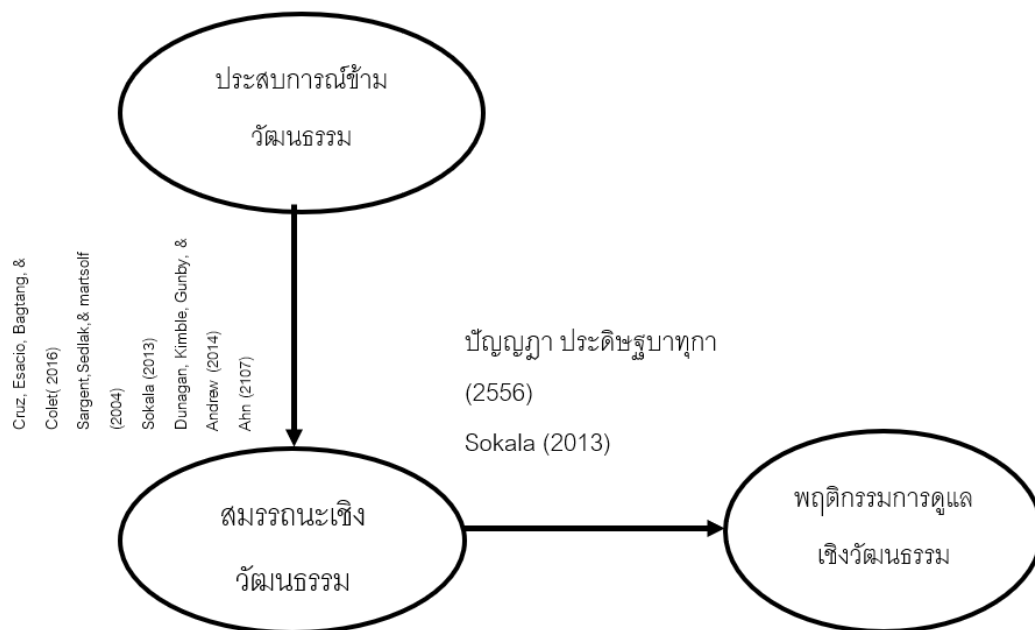 ประสบการณ์ข้าม
วัฒนธรรม
Cruz, Esacio, Bagtang, &
Colet( 2016)
Sargent,Sedlak,& martsolf
(2004)
Sokala (2013)
Dunagan, Kimble, Gunby, &
Andrew (2014)
Ahn (2107)
ปัญญฎา ประดิษฐบาทุกา
(2556)
Sokala (2013)
สมรรถนะเชิง
วัฒนธรรม
พฤติกรรมการดูแล
เชิงวัฒนธรรม